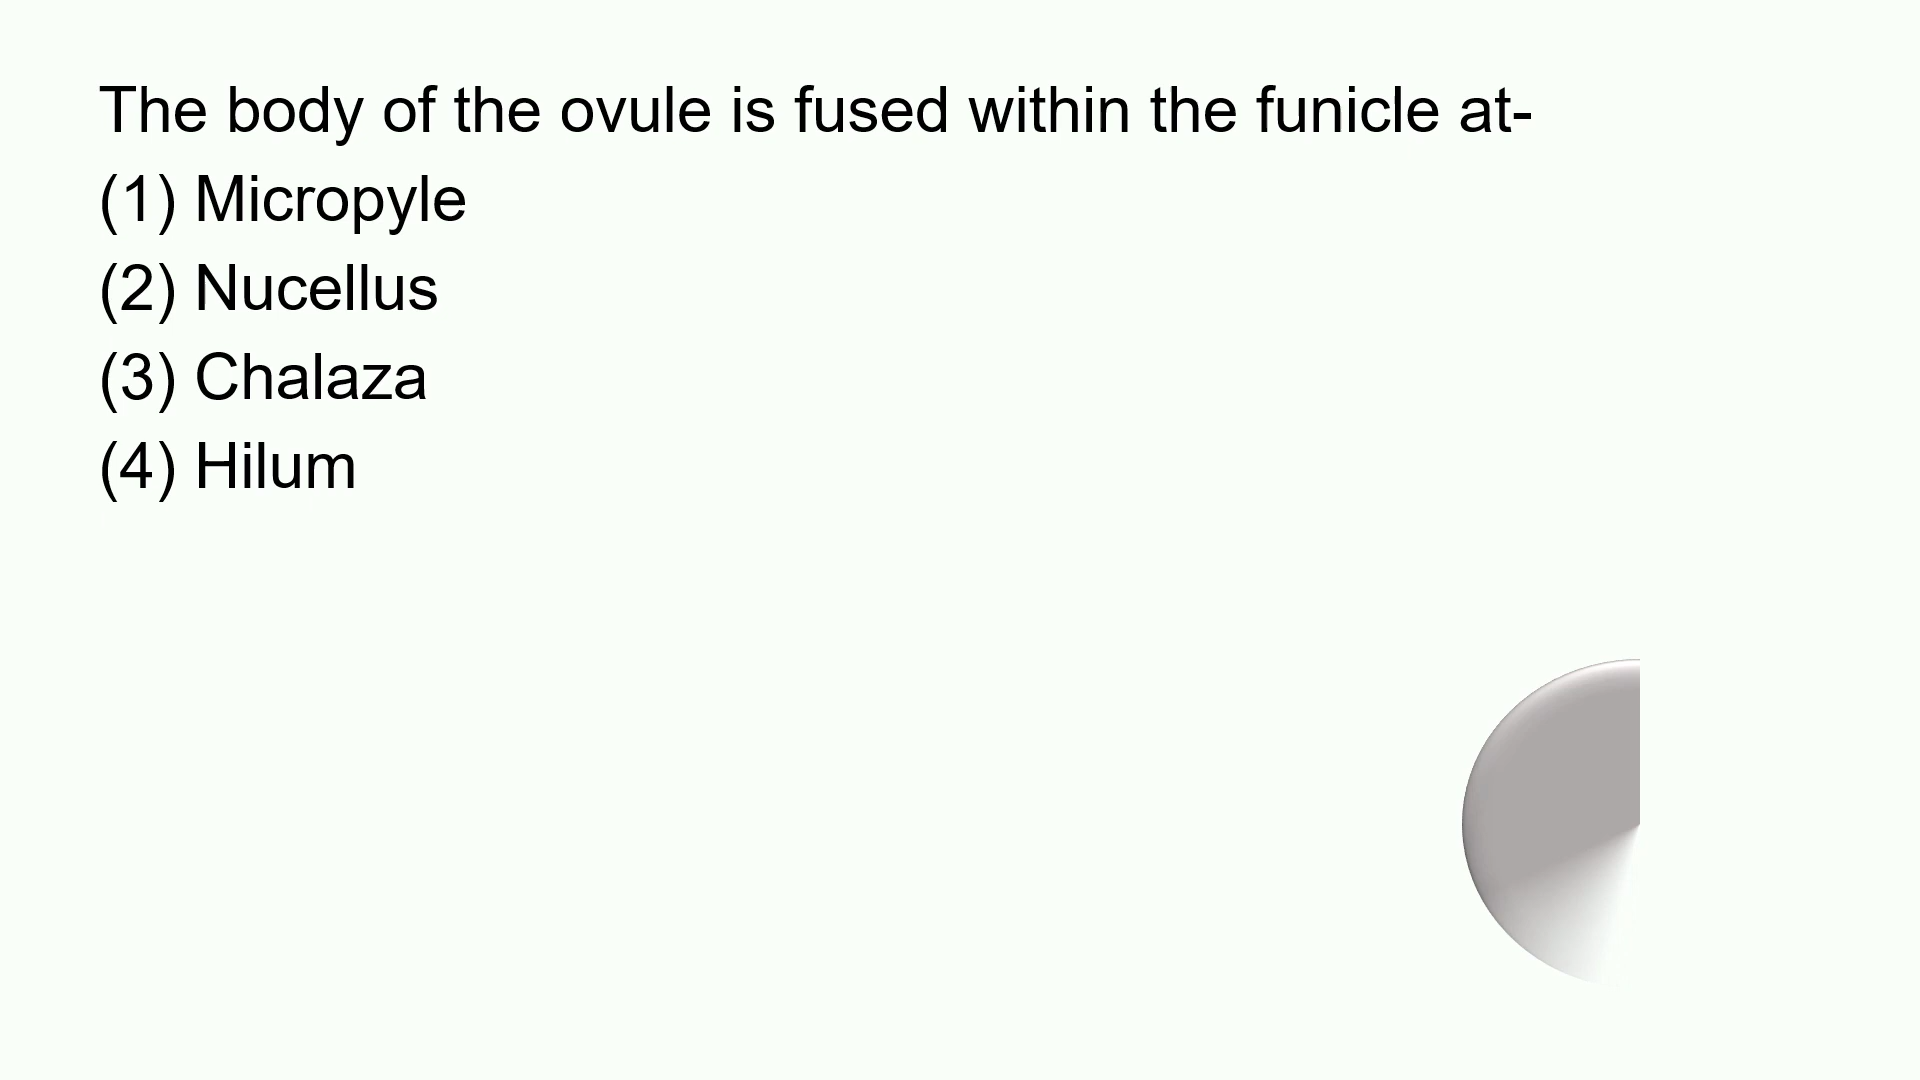 The body of the ovule is fused within the funicle at-
(1) Micropyle
(2) Nucellus
(3) Chalaza
(4) Hilum